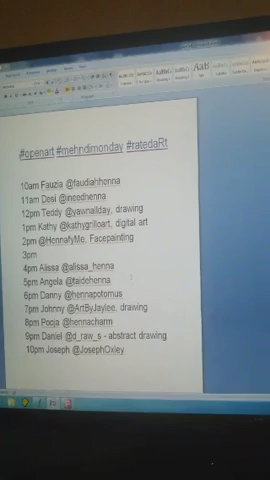 #openart #mehndimonday #ratedaRt
10am Fauzia @faudiahhenna
11am Desi @ineedhenna
12pm Teddy @yawnallday, drawing
1pm Kathy @kathygrilloart, digital art
2pm @HennafyMe, Facepainting
3pm
4pm Alissa @alissa_henna
5pm Angela @taidehenna
6pm Danny @hennapotomus
7pm Johnny @ArtByJaylee, drawing
8pm Pooja @hennacharm
9pm Daniel @d_raw_s - abstract drawing
10pm Joseph @JosephOxley